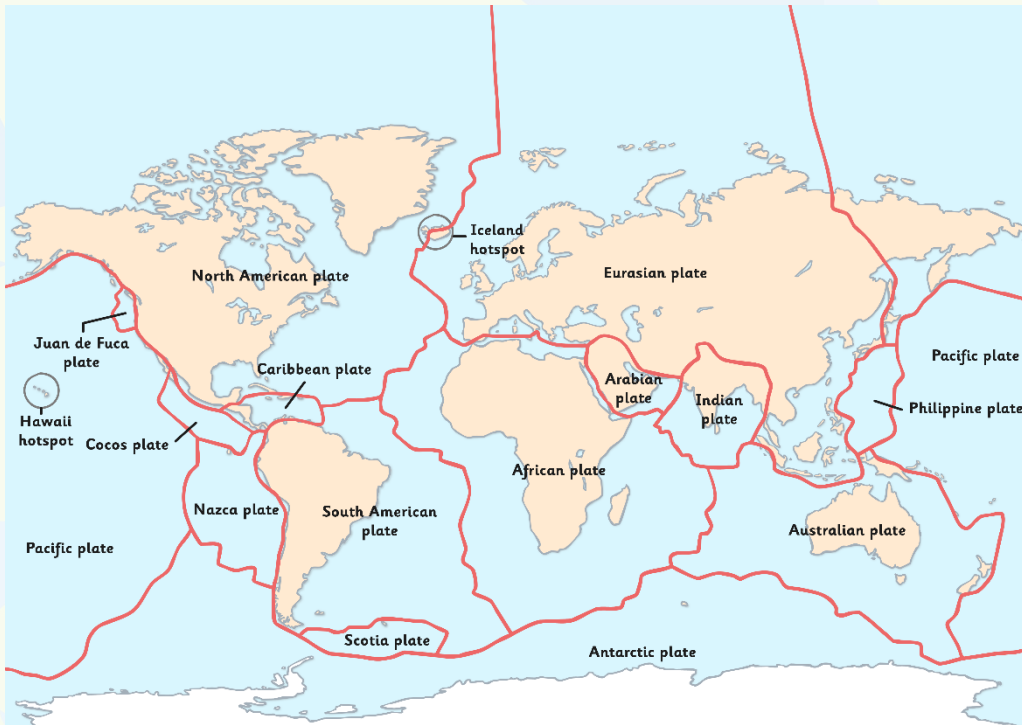 Iceland
hotspot
North American plate
Eurasian plate
Juan de Fuca
plate
Caribbean plate
Pacific plate
Arabian
plate
Indian
plate
Philippine plate
Hawaii
hotspot
Cocos plate
African plate
Nazca plate
South American
plate
Australian plate
Pacific plate
Scotia plate
Antarctic plate